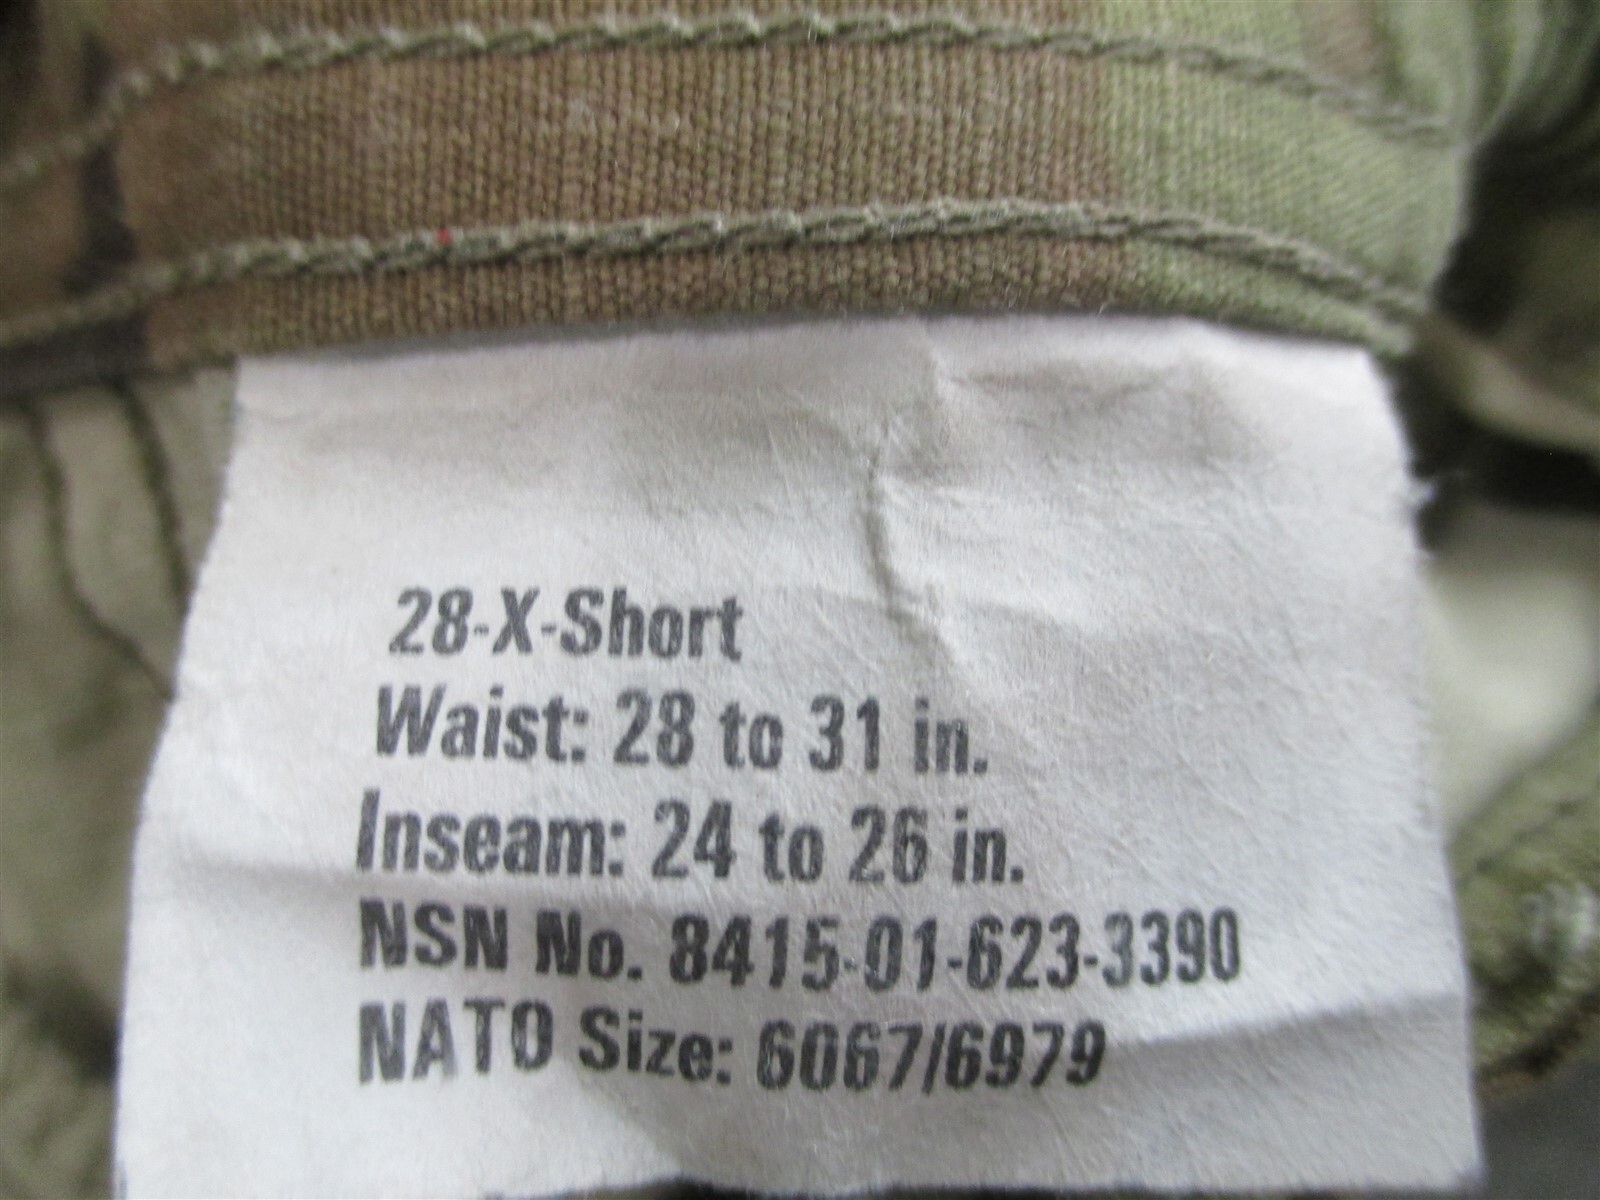 28-X-Short
Waist: 28 to 31 in.
Inseam: 24 to 26 in.
NSN No. 8415-01-623-3390
NATO Size: 6067/6979